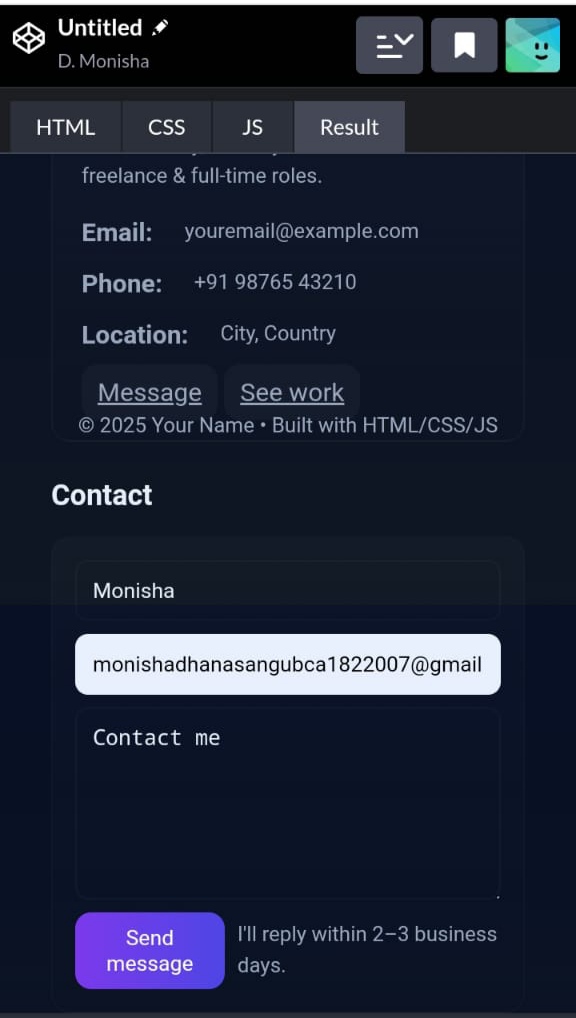 Untitled
D. Monisha
HTML CSS JS Result
freelance & full-time roles.
Email: youremail@example.com
Phone: +91 98765 43210
Location: City, Country
Message See work
© 2025 Your Name • Built with HTML/CSS/JS
Contact
Monisha
monishadhanasangubca1822007@gmail
Contact me
Send
message
I'll reply within 2–3 business
days.